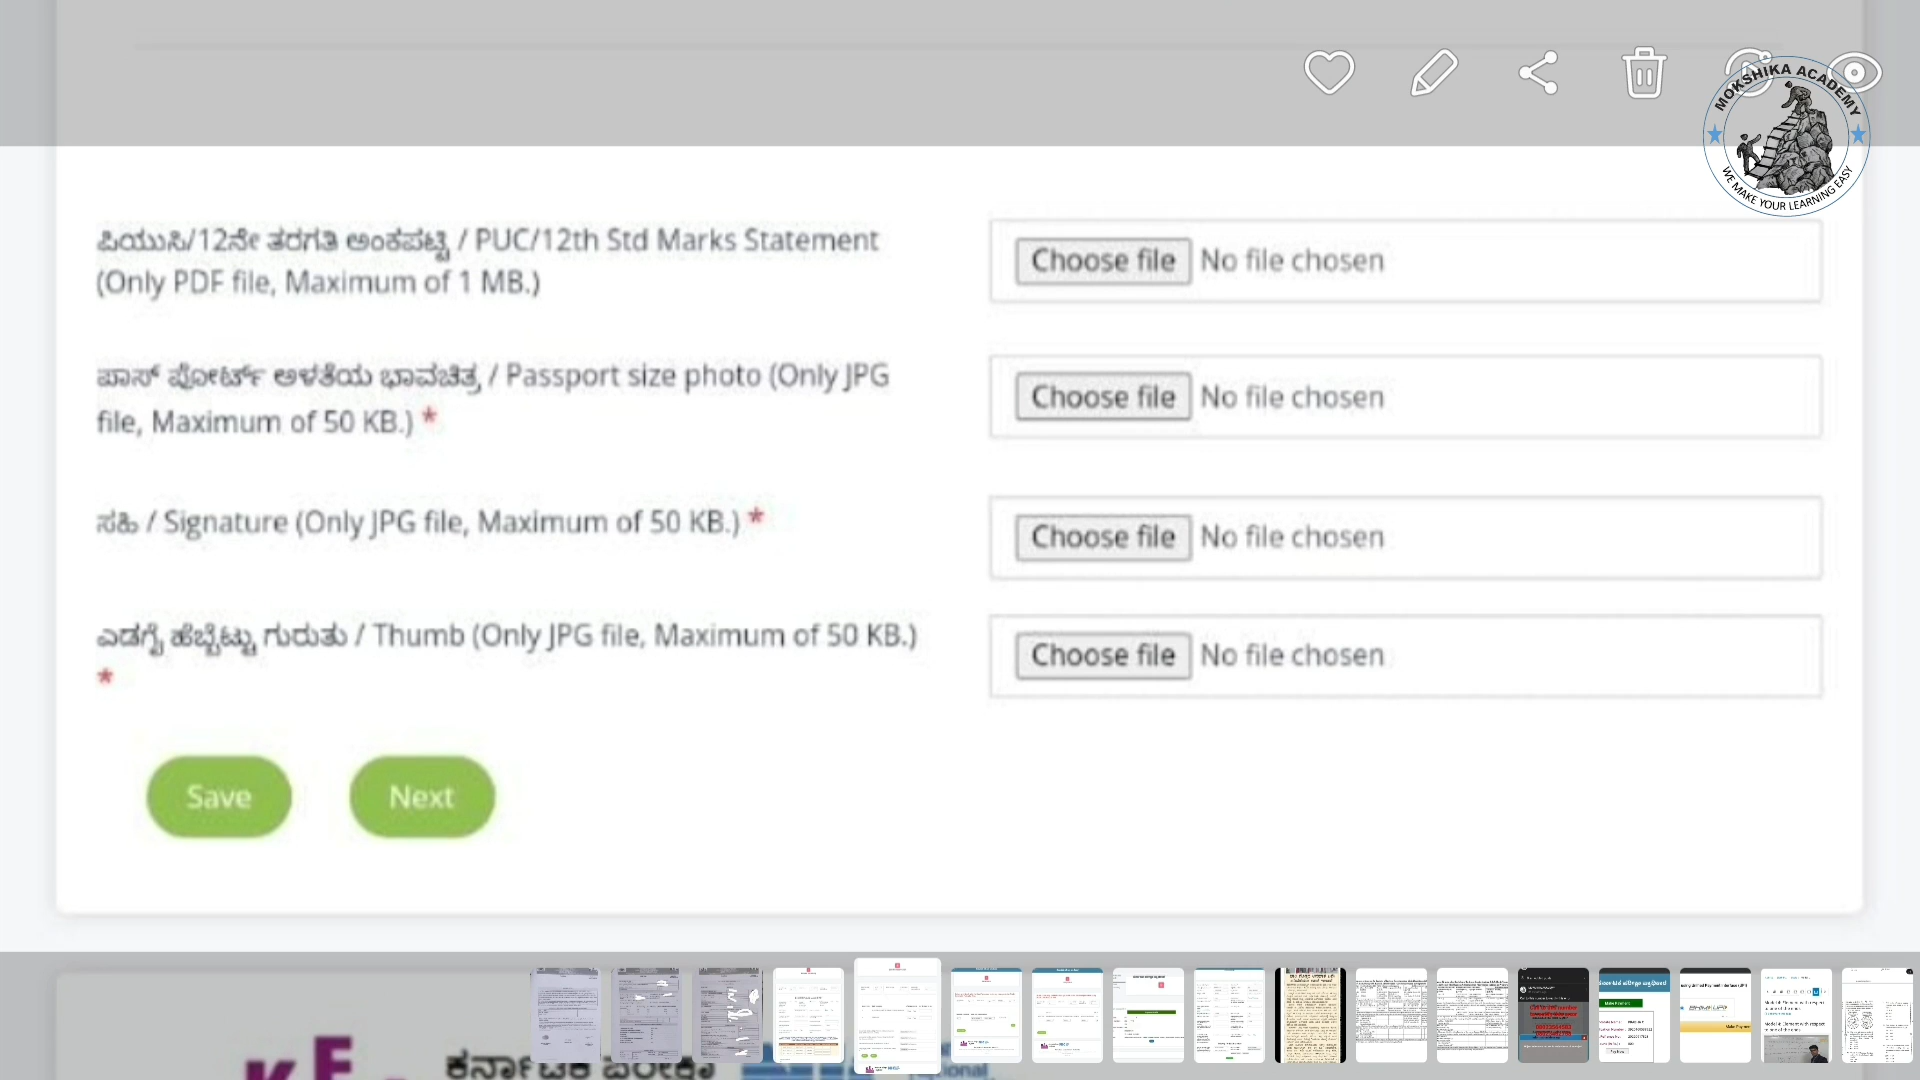 MOKSHIKA ACADEMY
WE MAKE YOUR LEARNING EASY
ಪಿಯುಸಿ/12ನೇ ತರಗತಿ ಅಂಕಪಟ್ಟಿ / PUC/12th Std Marks Statement
(Only PDF file, Maximum of 1 MB.)
Choose file No file chosen
ಪಾಸ್ ಪೋರ್ಟ್ ಅಳತೆಯ ಭಾವಚಿತ್ರ / Passport size photo (Only JPG
file, Maximum of 50 KB.) *
Choose file No file chosen
ಸಹಿ / Signature (Only JPG file, Maximum of 50 KB.) *
Choose file No file chosen
ಎಡಗೈ ಹೆಬ್ಬೆಟ್ಟು ಗುರುತು / Thumb (Only JPG file, Maximum of 50 KB.)
*
Choose file No file chosen
Save Next
ಕರ್ನಾಟಕ ಪರೀಕ್ಷಾ